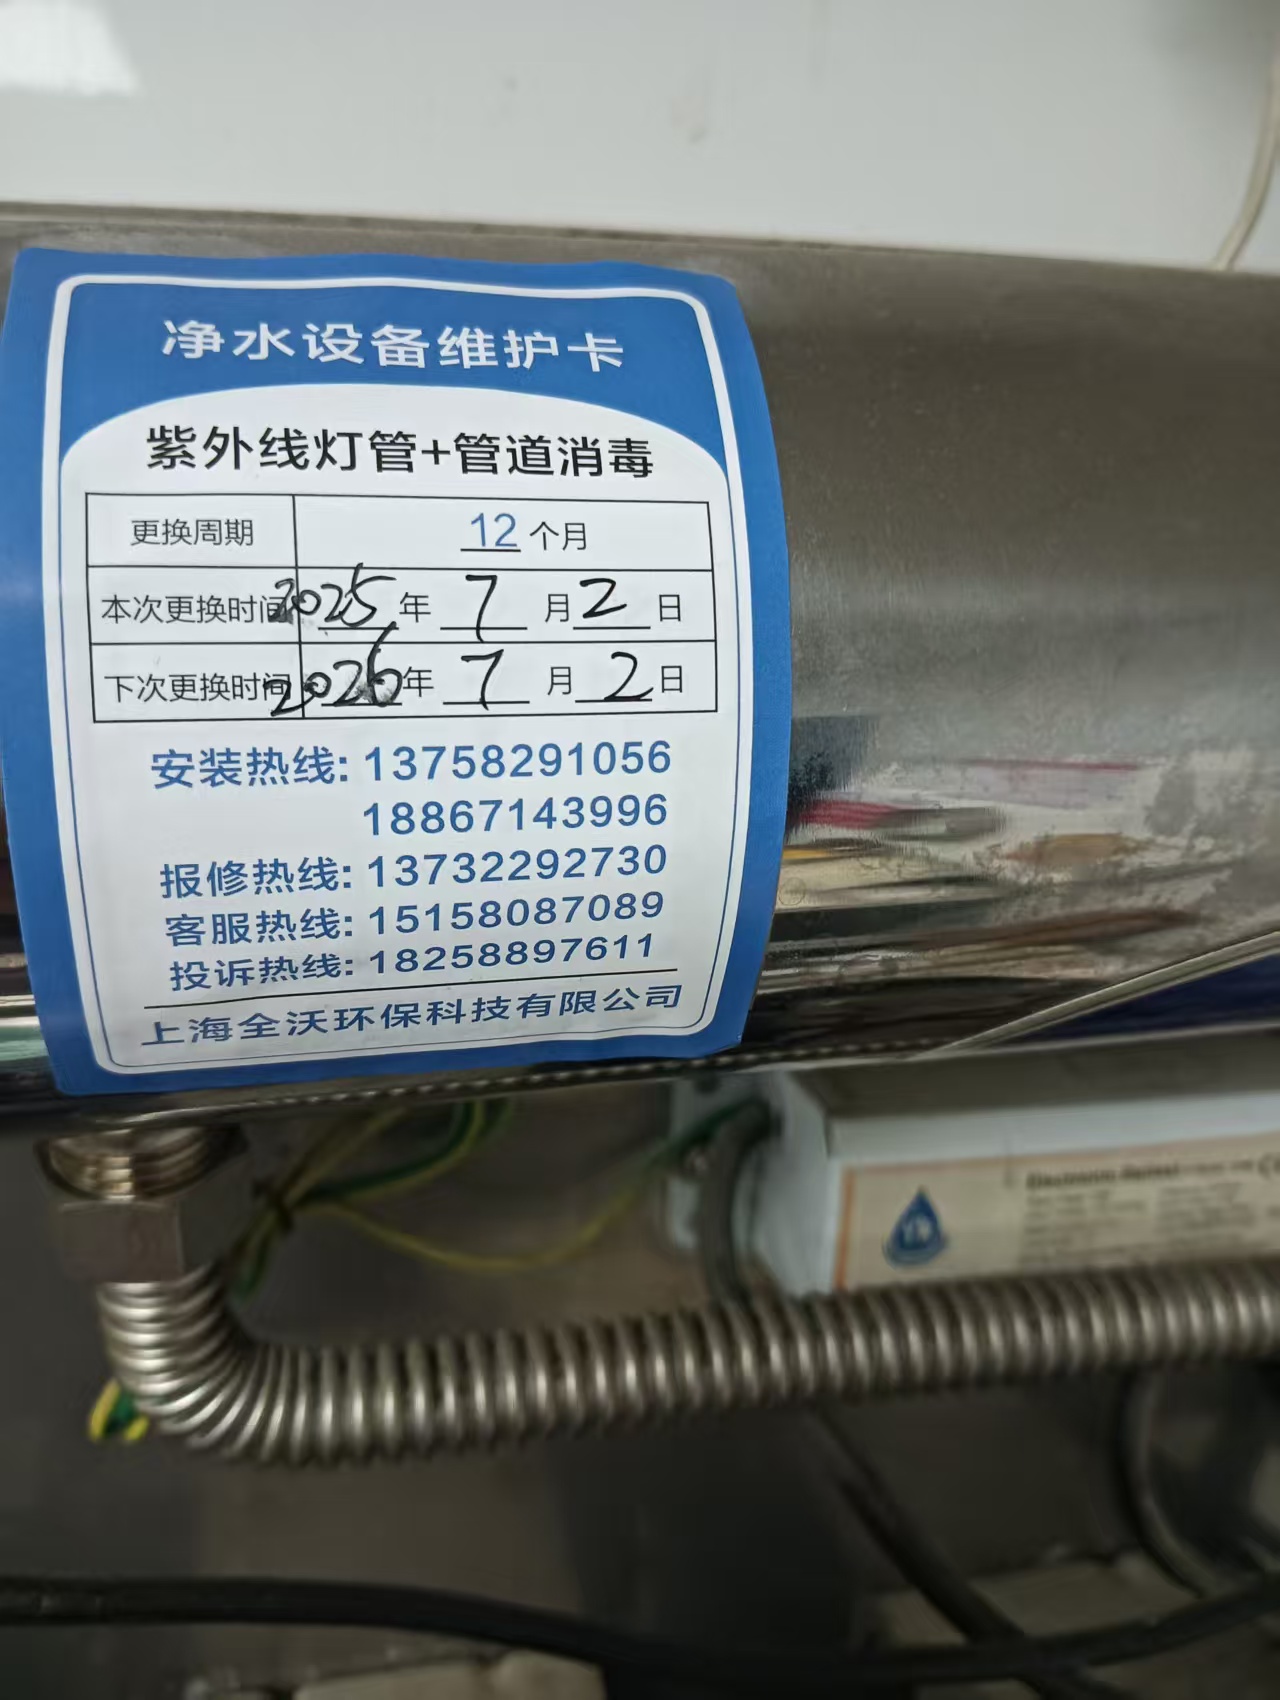 净水设备维护卡
紫外线灯管+管道消毒
更换周期 12 个月
本次更换时间 2025 年 7 月 2 日
下次更换时间 2026 年 7 月 2 日
安装热线: 13758291056
18867143996
报修热线: 13732292730
客服热线: 15158087089
投诉热线: 18258897611
上海全沃环保科技有限公司